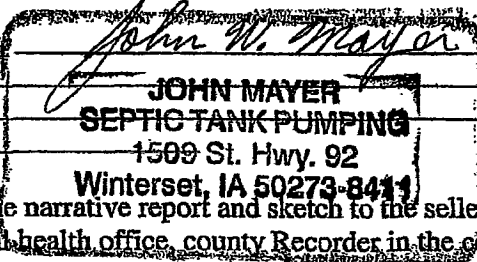 John W. Mayer
JOHN MAYER
SEPTIC TANK PUMPING
1509 St. Hwy. 92
Winterset, IA 50273-8411
e narrative report and sketch to the selle
health office, county Recorder in the c